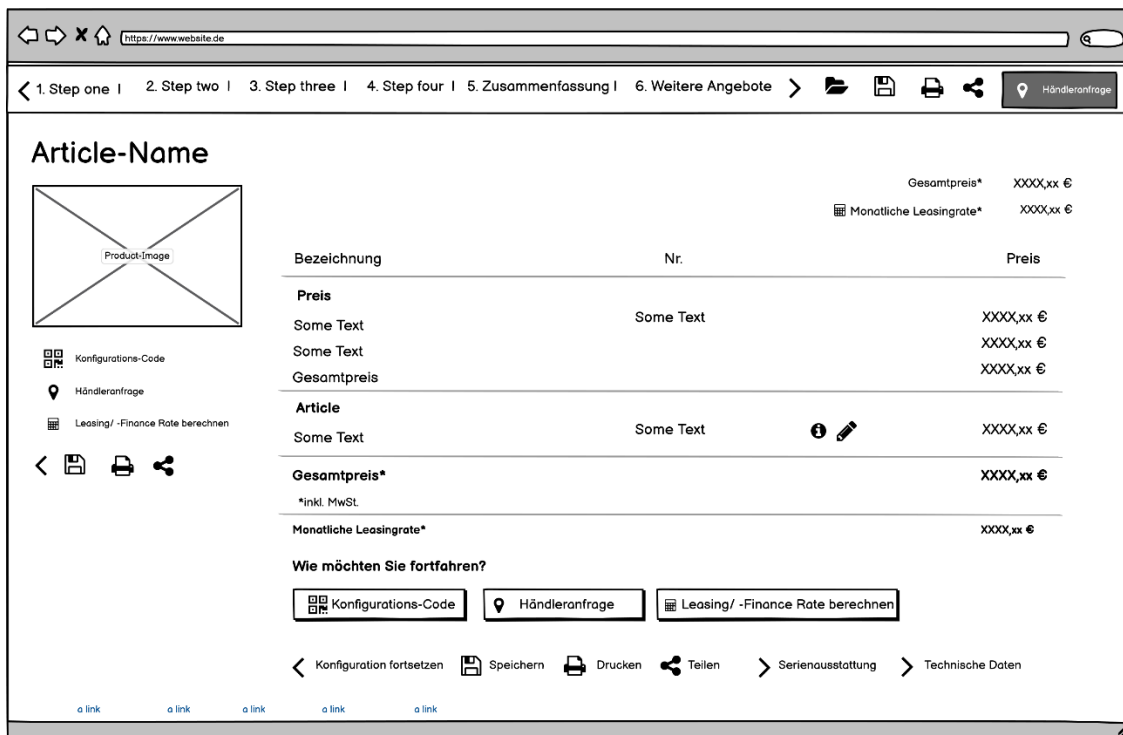 https://www.website.de
1. Step one | 2. Step two | 3. Step three | 4. Step four | 5. Zusammenfassung | 6. Weitere Angebote Händleranfrage
Article-Name
Gesamtpreis* XXXX,xx €
Monatliche Leasingrate* XXXX,xx €
Product-Image
Konfigurations-Code
Händleranfrage
Leasing/ -Finance Rate berechnen
Bezeichnung Nr. Preis
Preis
Some Text Some Text XXXX,xx €
Some Text XXXX,xx €
Gesamtpreis XXXX,xx €
Article
Some Text Some Text XXXX,xx €
Gesamtpreis* XXXX,xx €
*inkl. MwSt.
Monatliche Leasingrate* XXXX,xx €
Wie möchten Sie fortfahren?
Konfigurations-Code Händleranfrage Leasing/ -Finance Rate berechnen
Konfiguration fortsetzen Speichern Drucken Teilen Serienausstattung Technische Daten
a link a link a link a link a link